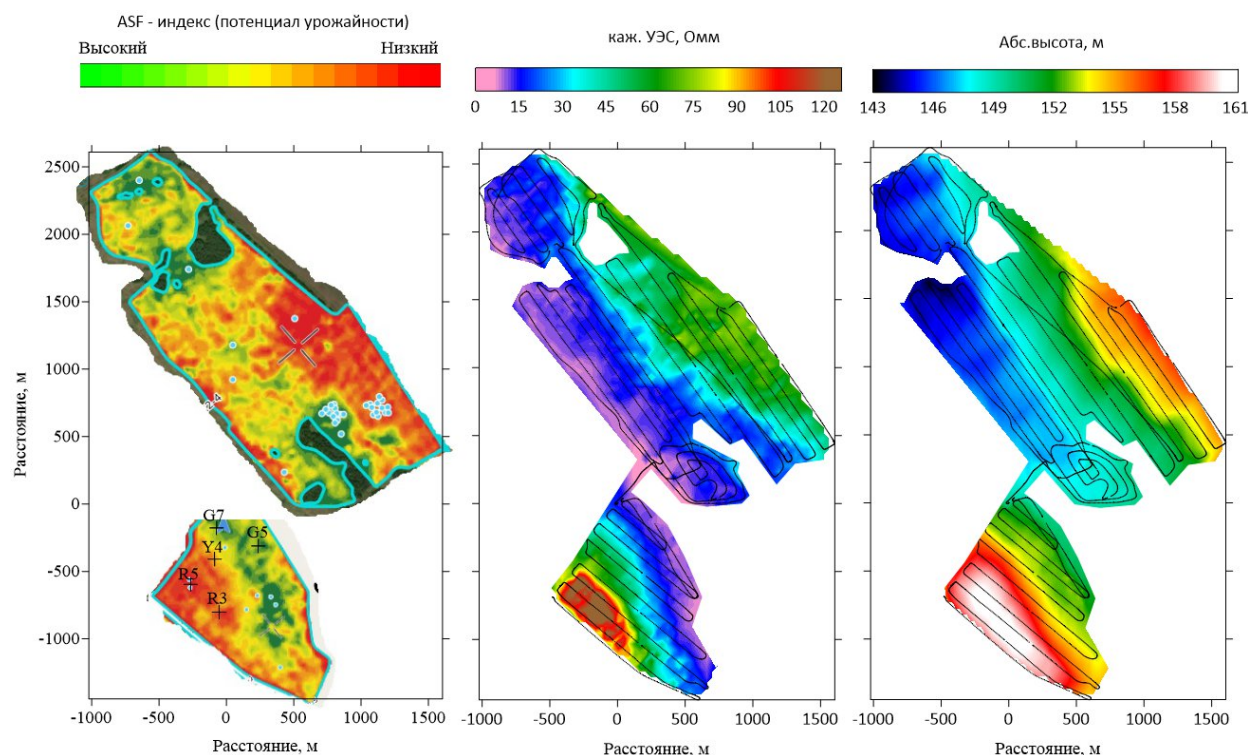 ASF - индекс (потенциал урожайности)
Высокий Низкий
каж. УЭС, Омм
0 15 30 45 60 75 90 105 120
Абс.высота, м
143 146 149 152 155 158 161
Расстояние, м
2500
2000
1500
1000
500
0
-500
-1000
G7
G5
Y4
R5
R3
-1000 -500 0 500 1000 1500
Расстояние, м
-1000 -500 0 500 1000 1500
Расстояние, м
-1000 -500 0 500 1000 1500
Расстояние, м